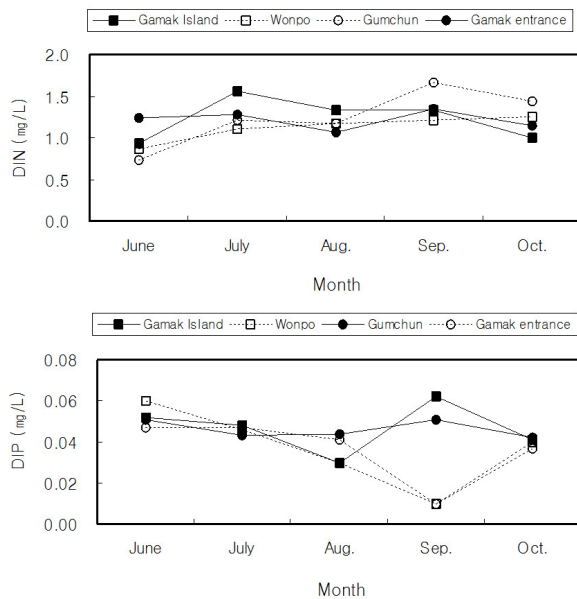 Gamak Island Wonpo Gumchun Gamak entrance
2.0
1.5
1.0
0.5
0.0
DIN (mg/L)
June July Aug. Sep. Oct.
Month
Gamak Island Wonpo Gumchun Gamak entrance
0.08
0.06
0.04
0.02
0.00
DIP (mg/L)
June July Aug. Sep. Oct.
Month